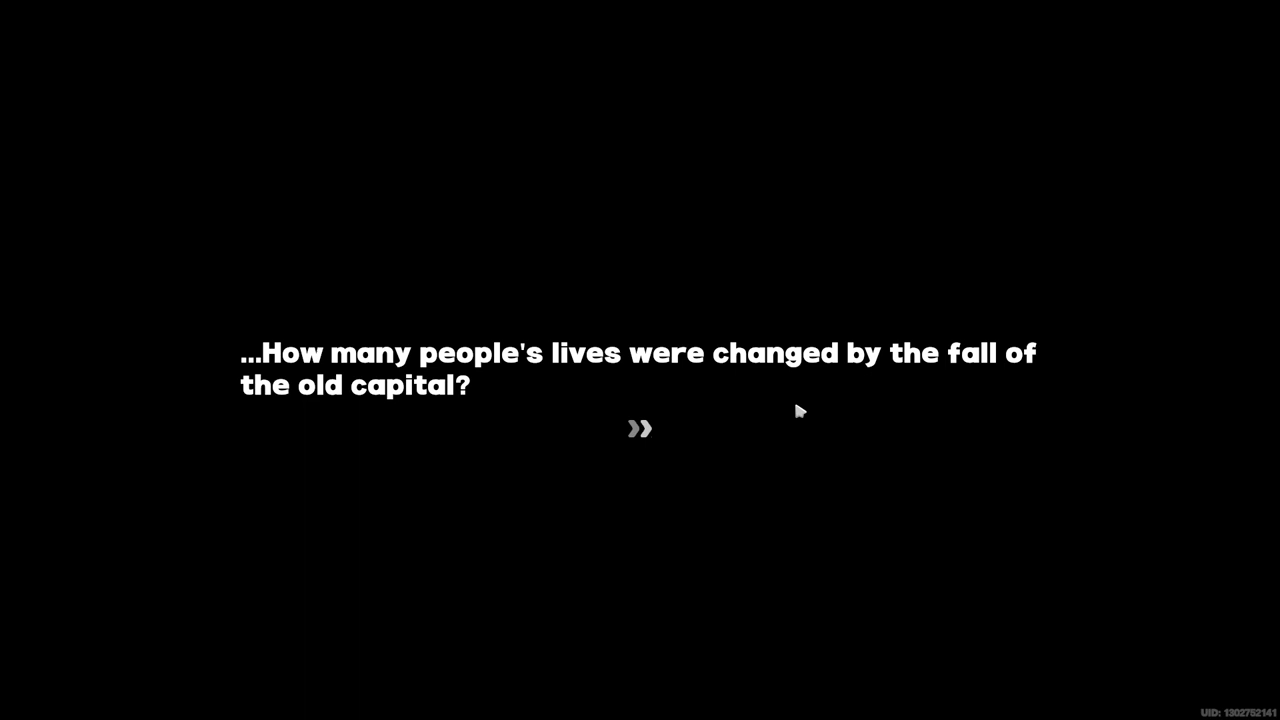 ...How many people's lives were changed by the fall of
the old capital?
UID: 1302752141